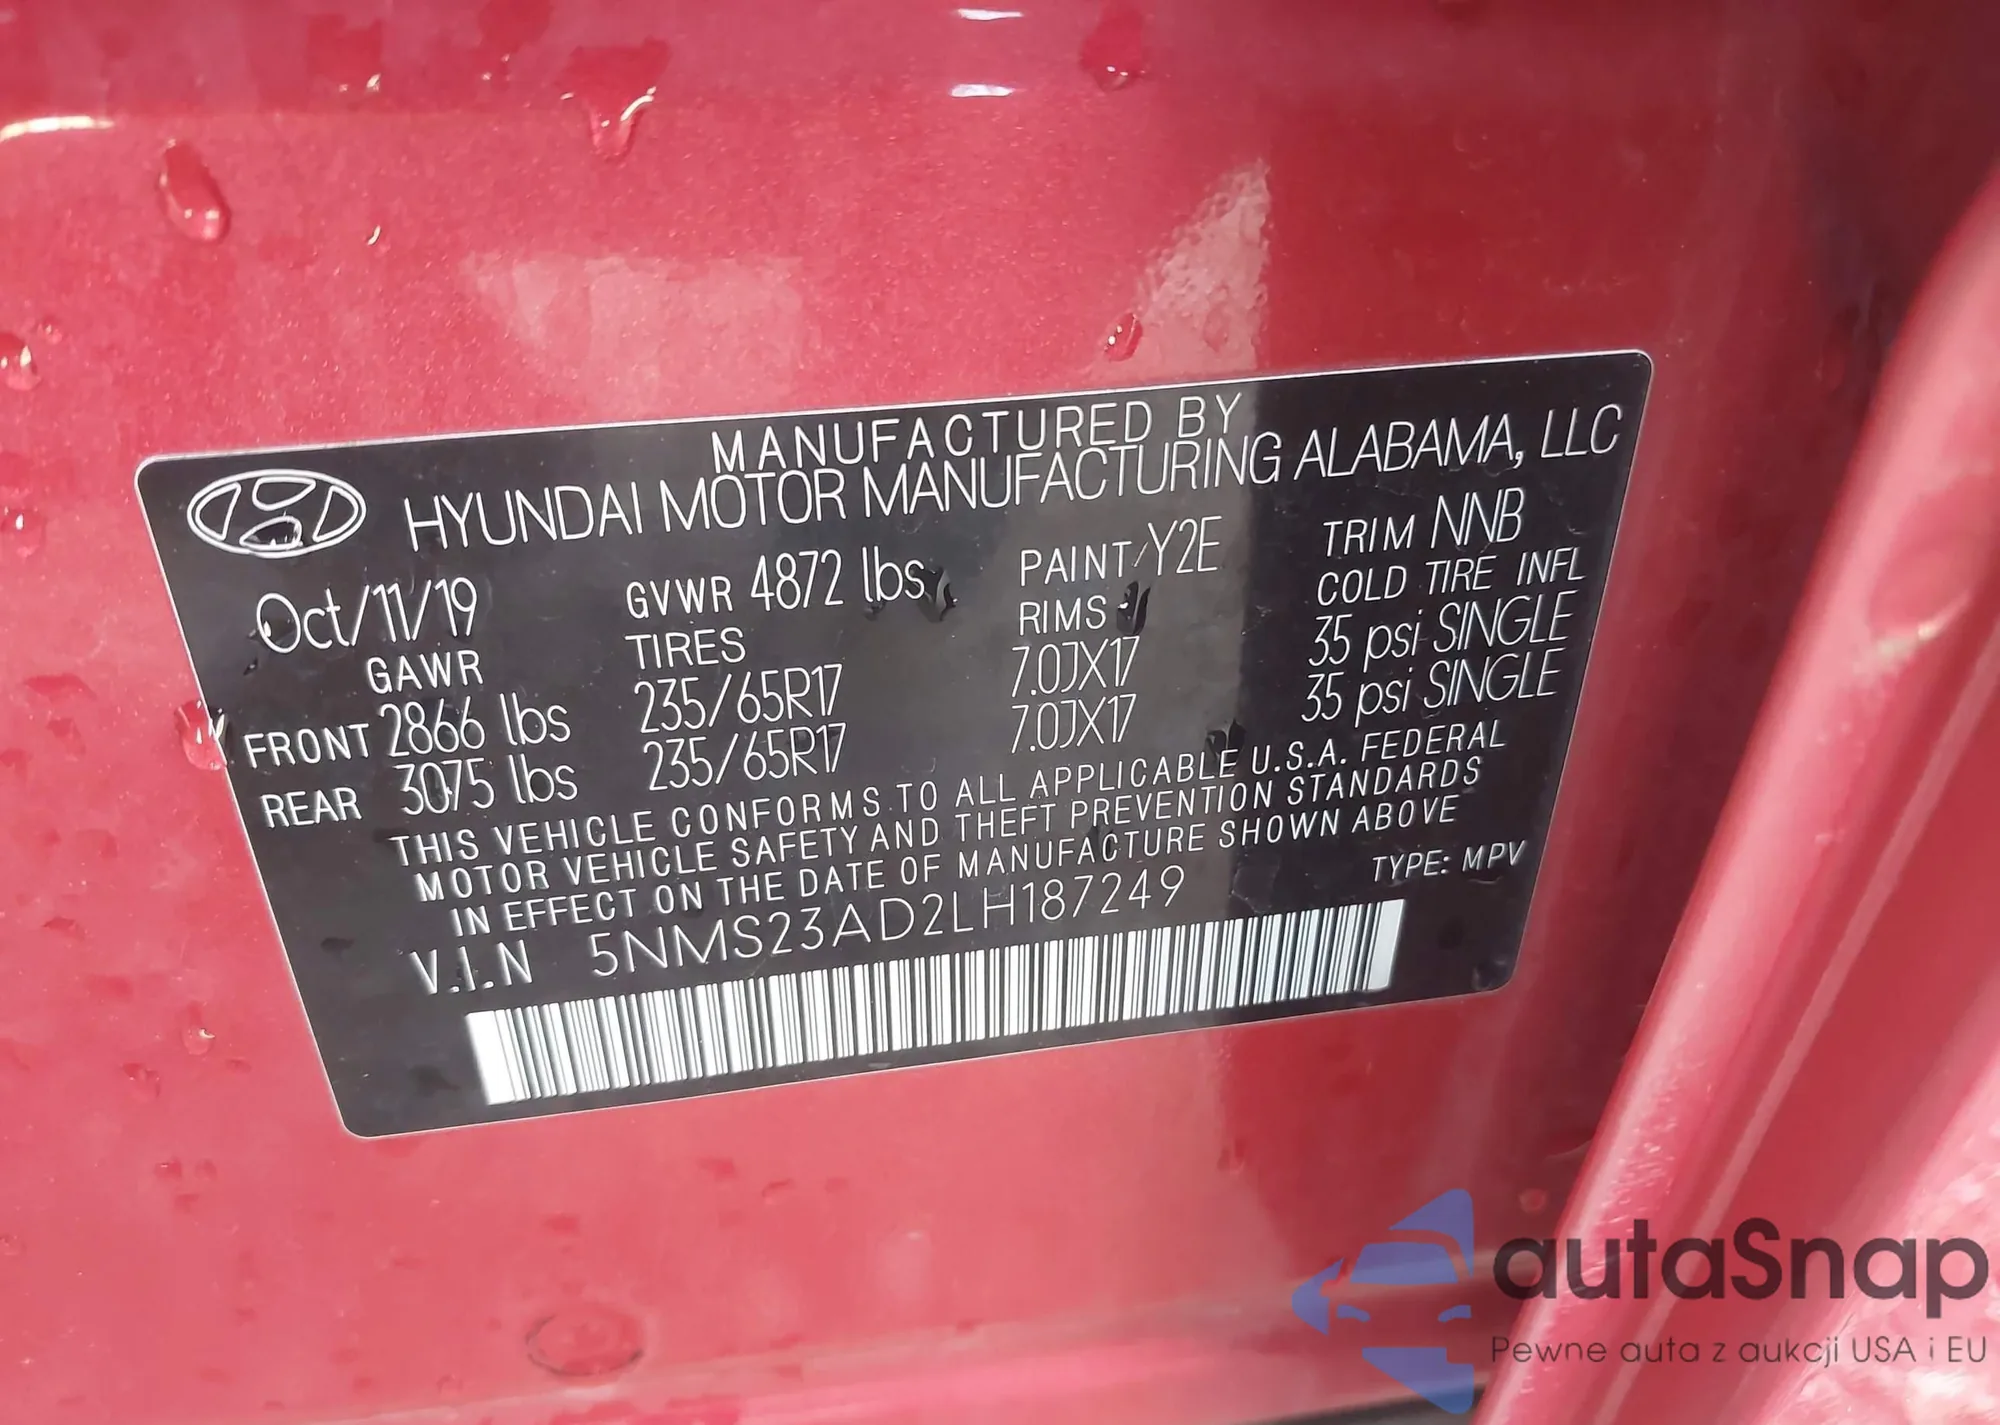 MANUFACTURED BY
HYUNDAI MOTOR MANUFACTURING ALABAMA, LLC
Oct/11/19 GVWR 4872 lbs PAINT Y2E TRIM NNB
GAWR TIRES RIMS COLD TIRE INFL
FRONT 2866 lbs 235/65R17 7.0JX17 35 psi SINGLE
REAR 3075 lbs 235/65R17 7.0JX17 35 psi SINGLE
THIS VEHICLE CONFORMS TO ALL APPLICABLE U.S.A. FEDERAL
MOTOR VEHICLE SAFETY AND THEFT PREVENTION STANDARDS
IN EFFECT ON THE DATE OF MANUFACTURE SHOWN ABOVE
V.I.N 5NMS23AD2LH187249 TYPE: MPV
autaSnap
Pewne auta z aukcji USA i EU